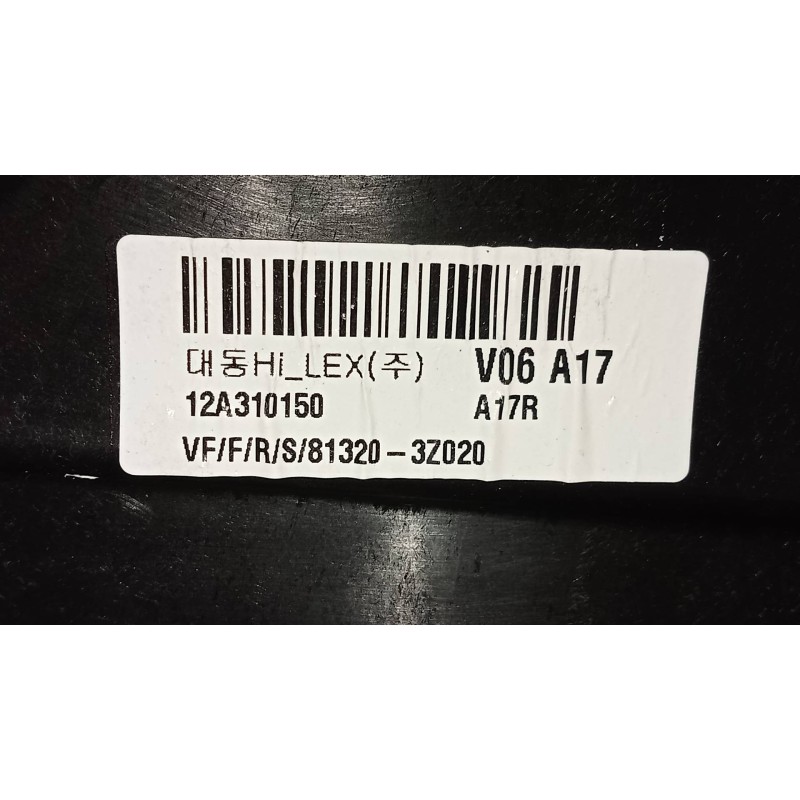 대동Hi_LEX(주) V06 A17
12A310150 A17R
VF/F/R/S/81320-3Z020